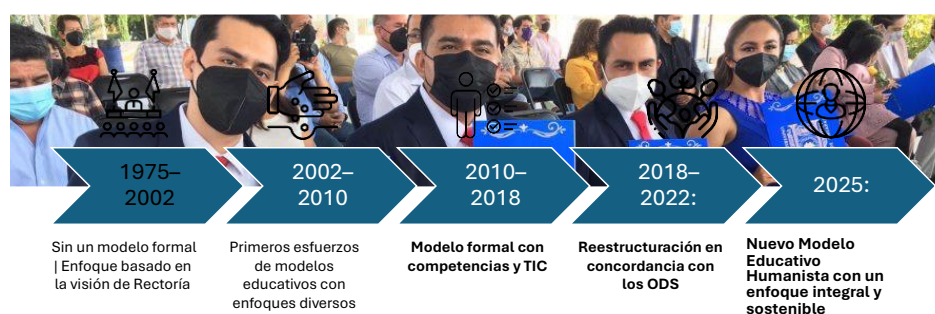 1975–
2002
2002–
2010
2010–
2018
2018–
2022:
2025:
Sin un modelo formal
| Enfoque basado en
la visión de Rectoría
Primeros esfuerzos
de modelos
educativos con
enfoques diversos
Modelo formal con
competencias y TIC
Reestructuración en
concordancia con
los ODS
Nuevo Modelo
Educativo
Humanista con un
enfoque integral y
sostenible